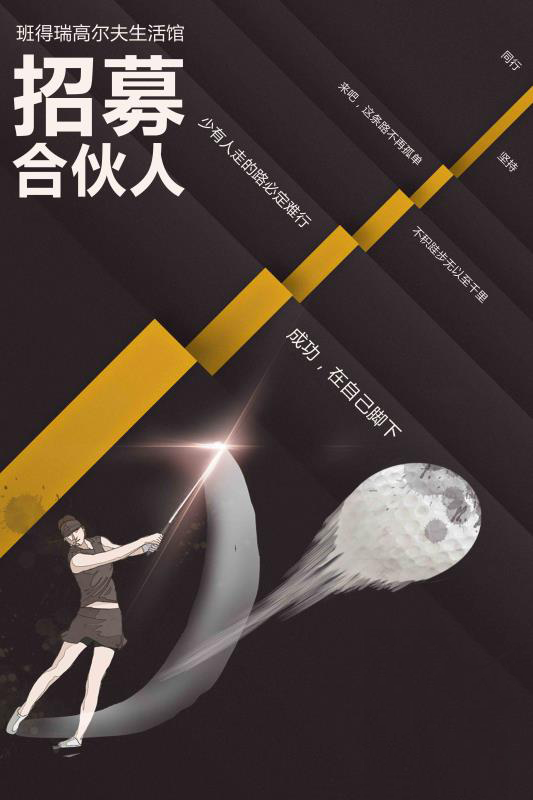 班得瑞高尔夫生活馆
招募
合伙人
同行
来吧，这条路不再孤单
坚持
少有人走的路必定难行
不积跬步无以至千里
成功，在自己脚下